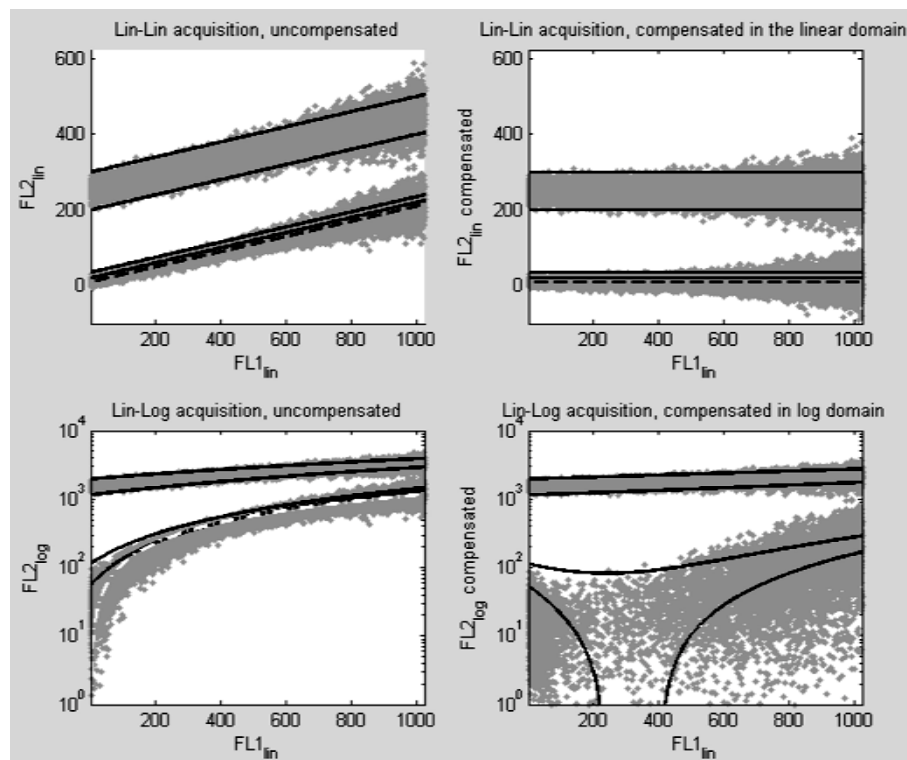 Lin-Lin acquisition, uncompensated
600
400
200
0
FL2lin
200 400 600 800 1000
FL1lin
Lin-Lin acquisition, compensated in the linear domain
600
400
200
0
FL2lin compensated
200 400 600 800 1000
FL1lin
Lin-Log acquisition, uncompensated
10^4
10^3
10^2
10^1
10^0
FL2log
200 400 600 800 1000
FL1lin
Lin-Log acquisition, compensated in log domain
10^4
10^3
10^2
10^1
10^0
FL2log compensated
200 400 600 800 1000
FL1lin